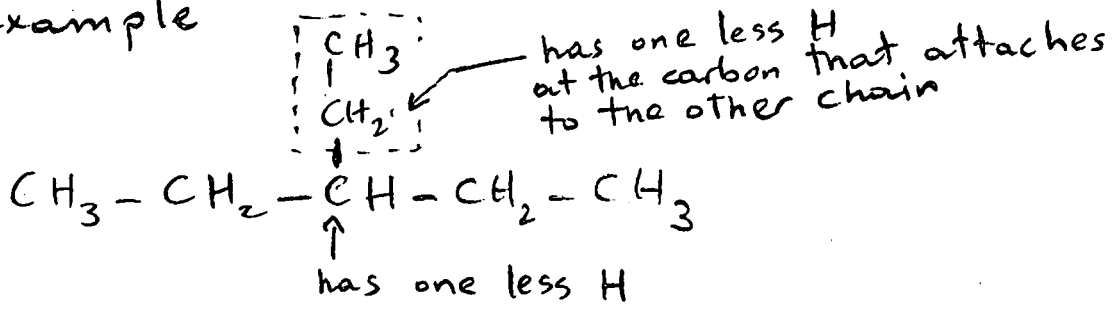 xample
CH₃
CH₂
has one less H
at the carbon that attaches
to the other chain
CH₃ - CH₂ - CH - CH₂ - CH₃
has one less H